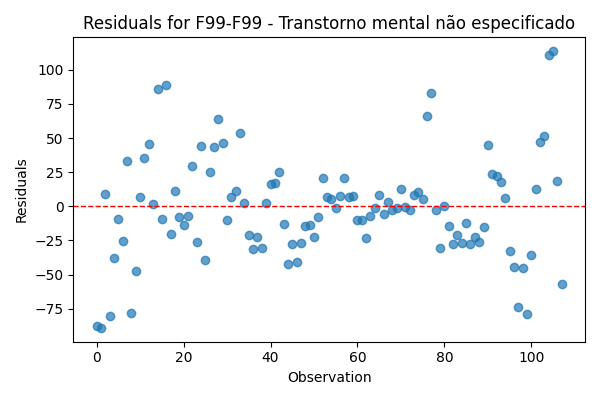 Residuals for F99-F99 - Transtorno mental não especificado
Residuals
100
75
50
25
0
−25
−50
−75
0 20 40 60 80 100
Observation